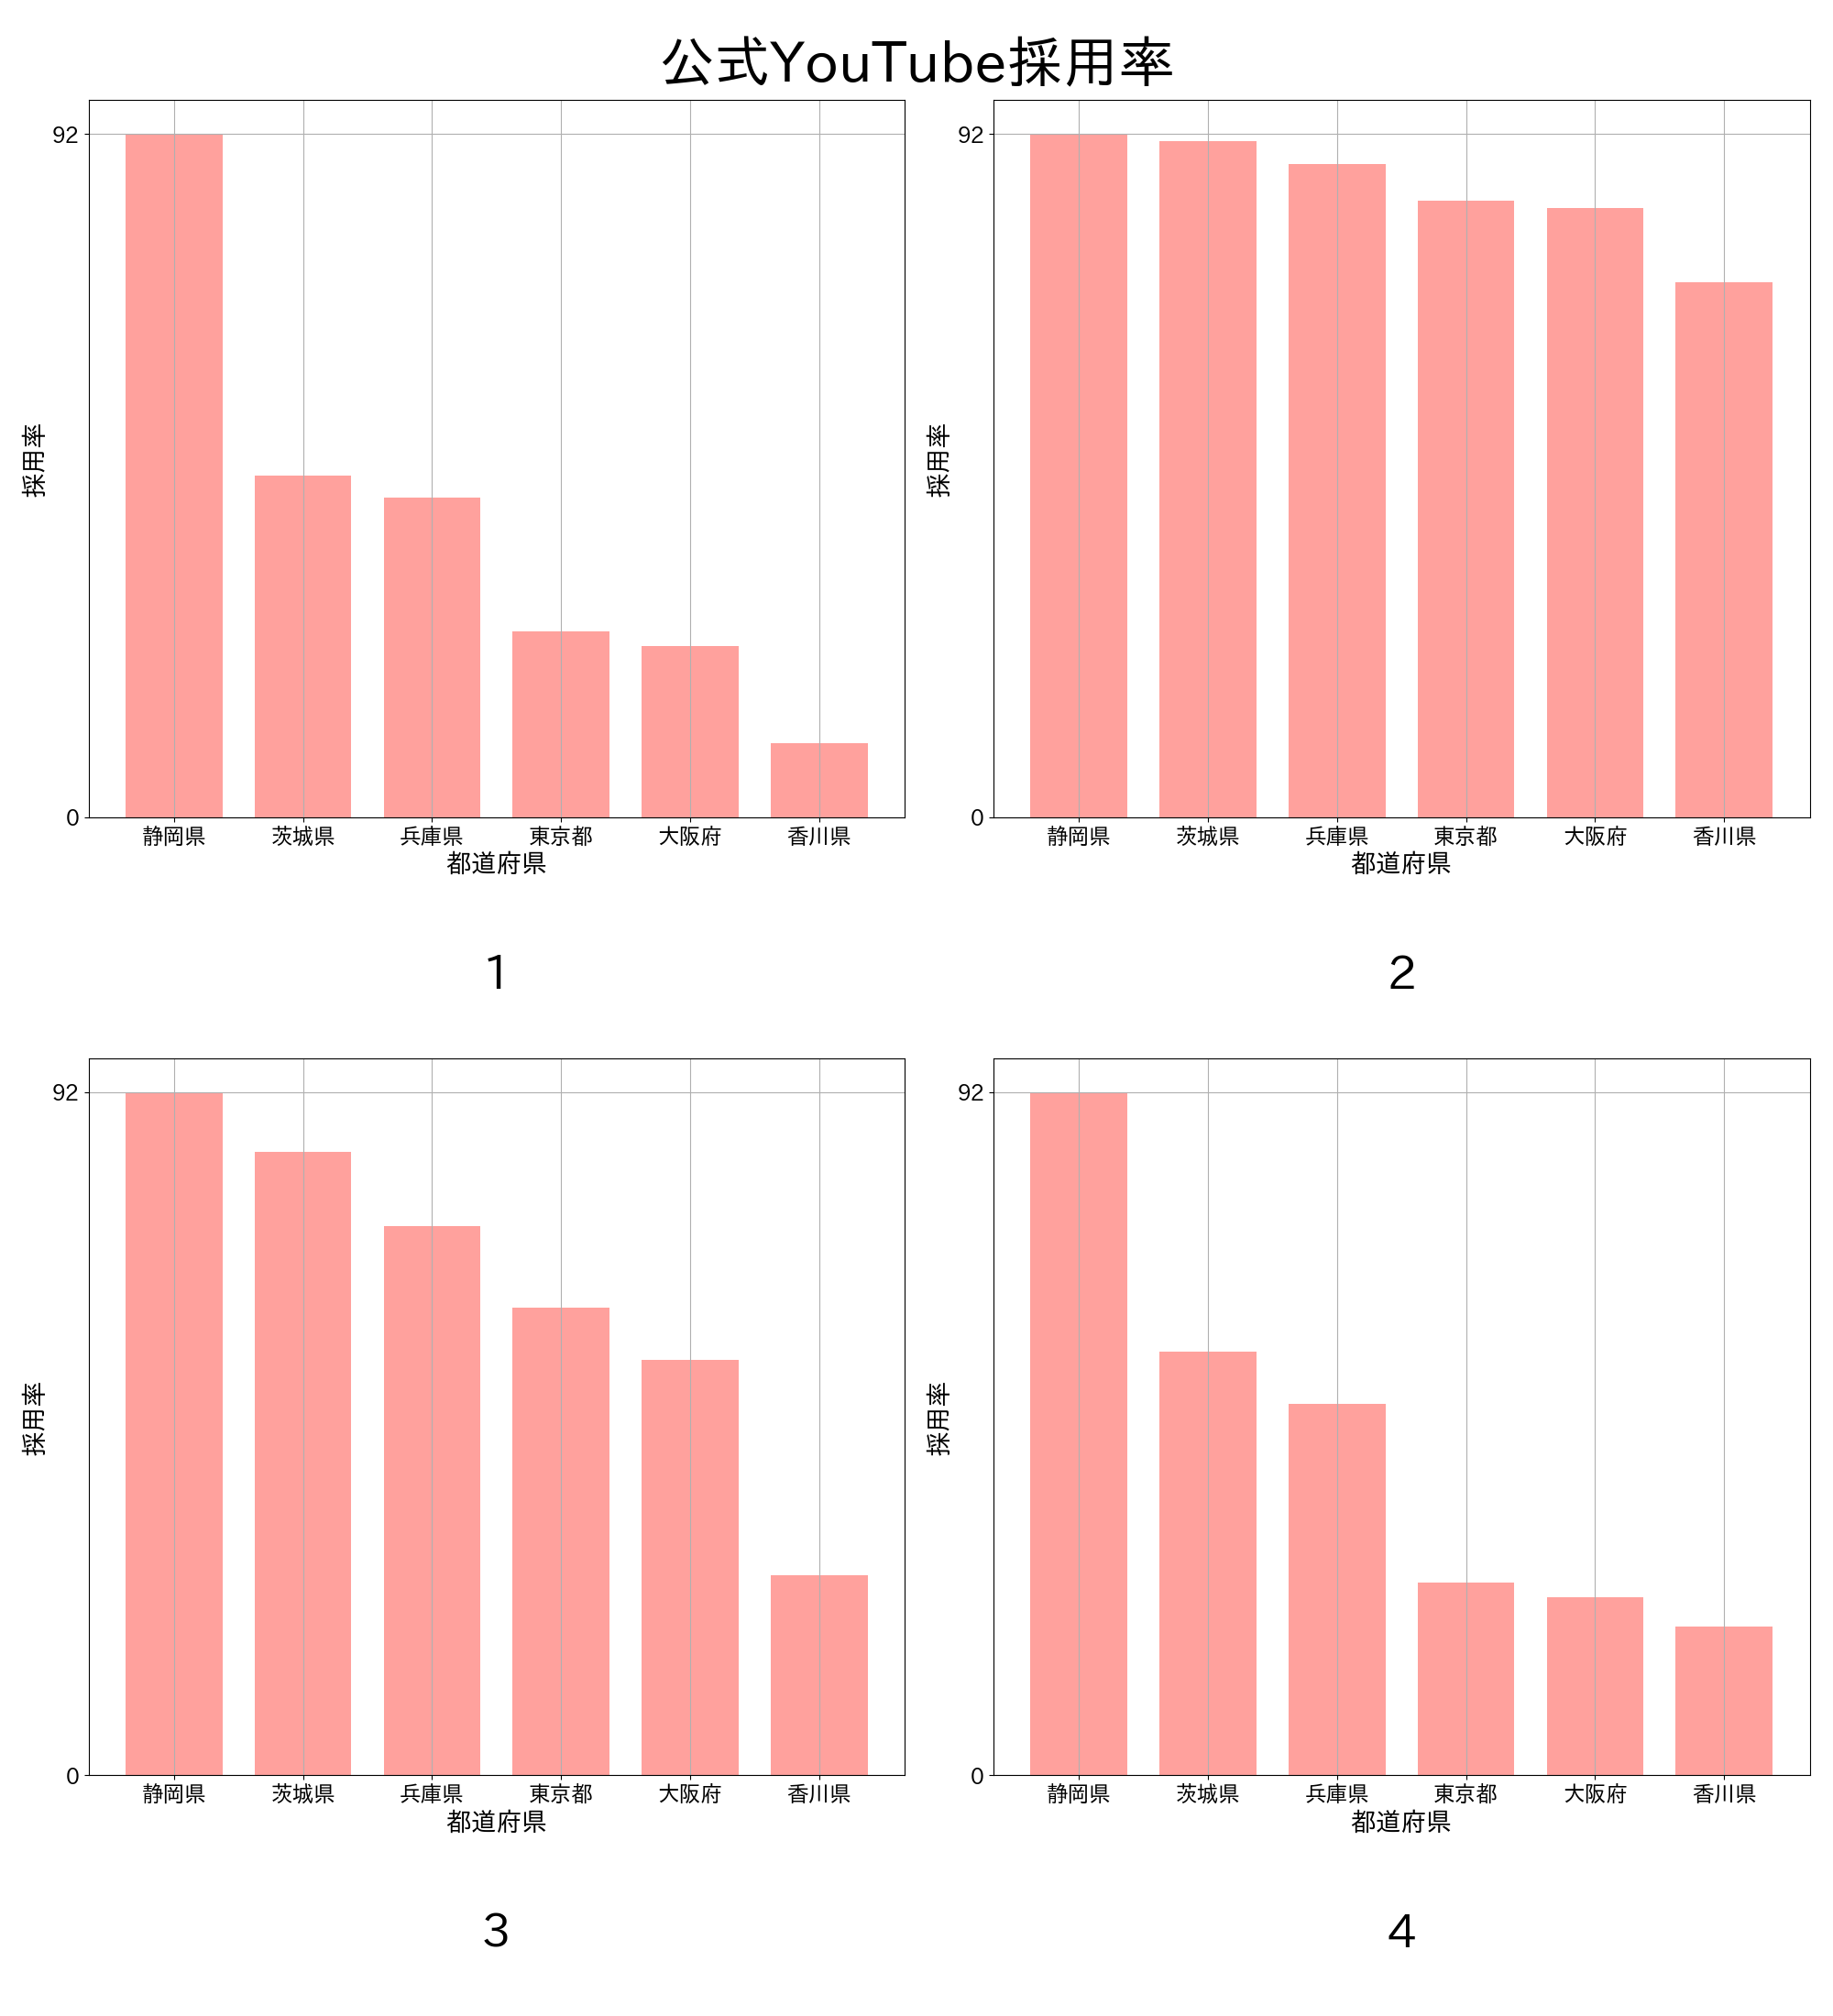 公式YouTube採用率
92
0
採用率
静岡県 茨城県 兵庫県 東京都 大阪府 香川県
都道府県
1
92
0
採用率
静岡県 茨城県 兵庫県 東京都 大阪府 香川県
都道府県
2
92
0
採用率
静岡県 茨城県 兵庫県 東京都 大阪府 香川県
都道府県
3
92
0
採用率
静岡県 茨城県 兵庫県 東京都 大阪府 香川県
都道府県
4